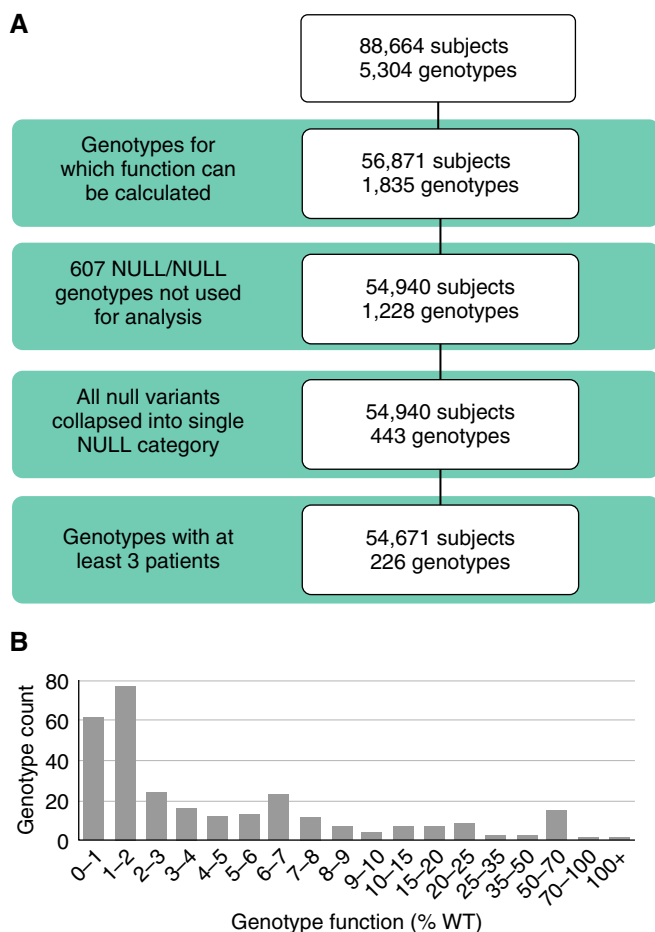 A
88,664 subjects
5,304 genotypes
Genotypes for
which function can
be calculated
56,871 subjects
1,835 genotypes
607 NULL/NULL
genotypes not used
for analysis
54,940 subjects
1,228 genotypes
All null variants
collapsed into single
NULL category
54,940 subjects
443 genotypes
Genotypes with at
least 3 patients
54,671 subjects
226 genotypes
B
Genotype count
80
60
40
20
0
0–1
1–2
2–3
3–4
4–5
5–6
6–7
7–8
8–9
9–10
10–15
15–20
20–25
25–35
35–50
50–70
70–100
100+
Genotype function (% WT)